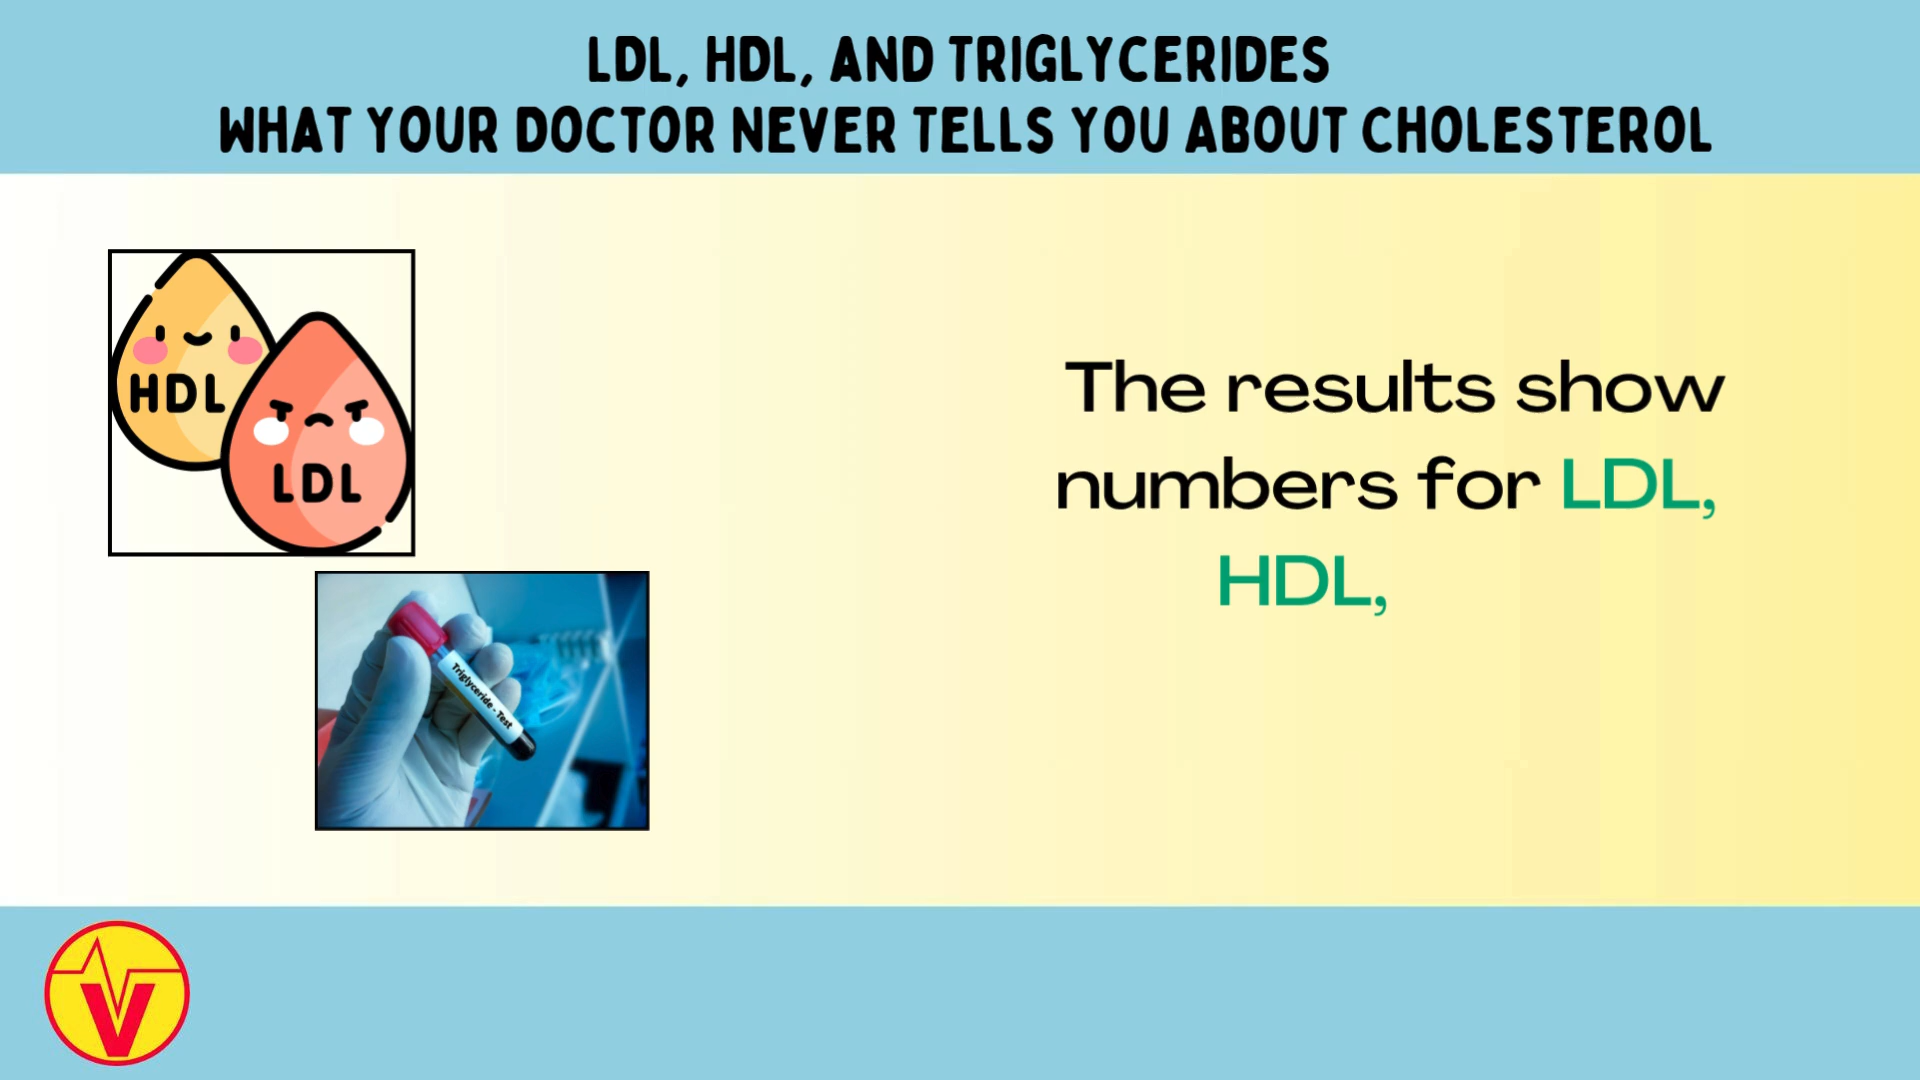 LDL, HDL, AND TRIGLYCERIDES
WHAT YOUR DOCTOR NEVER TELLS YOU ABOUT CHOLESTEROL
HDL
LDL
The results show
numbers for LDL,
HDL,
Triglyceride - Test
V